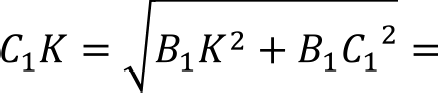 C₁K = √(B₁K² + B₁C₁²) =